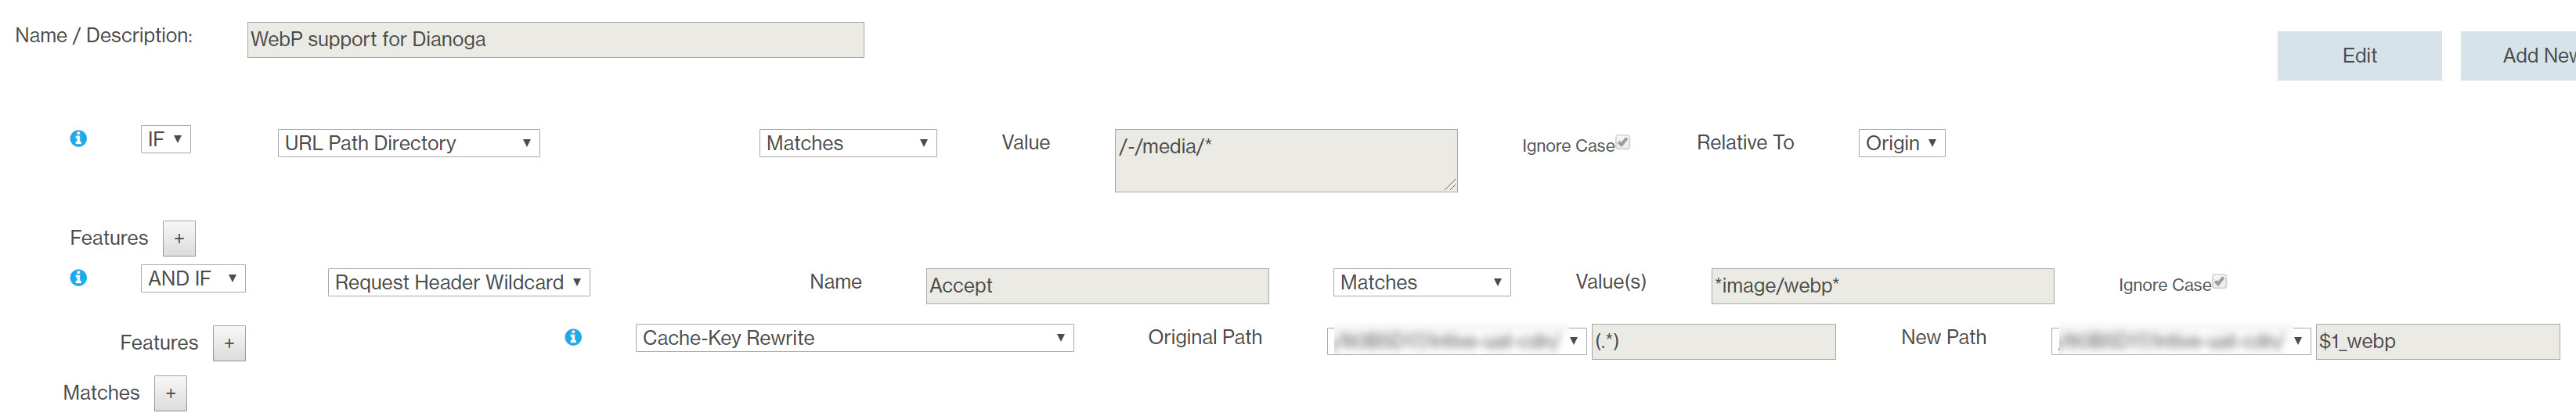 Name / Description: WebP support for Dianoga
Edit Add New
IF URL Path Directory Matches Value /-/media/* Ignore Case Relative To Origin
Features +
AND IF Request Header Wildcard Name Accept Matches Value(s) *image/webp* Ignore Case
Features + Cache-Key Rewrite Original Path (.*) New Path $1_webp
Matches +